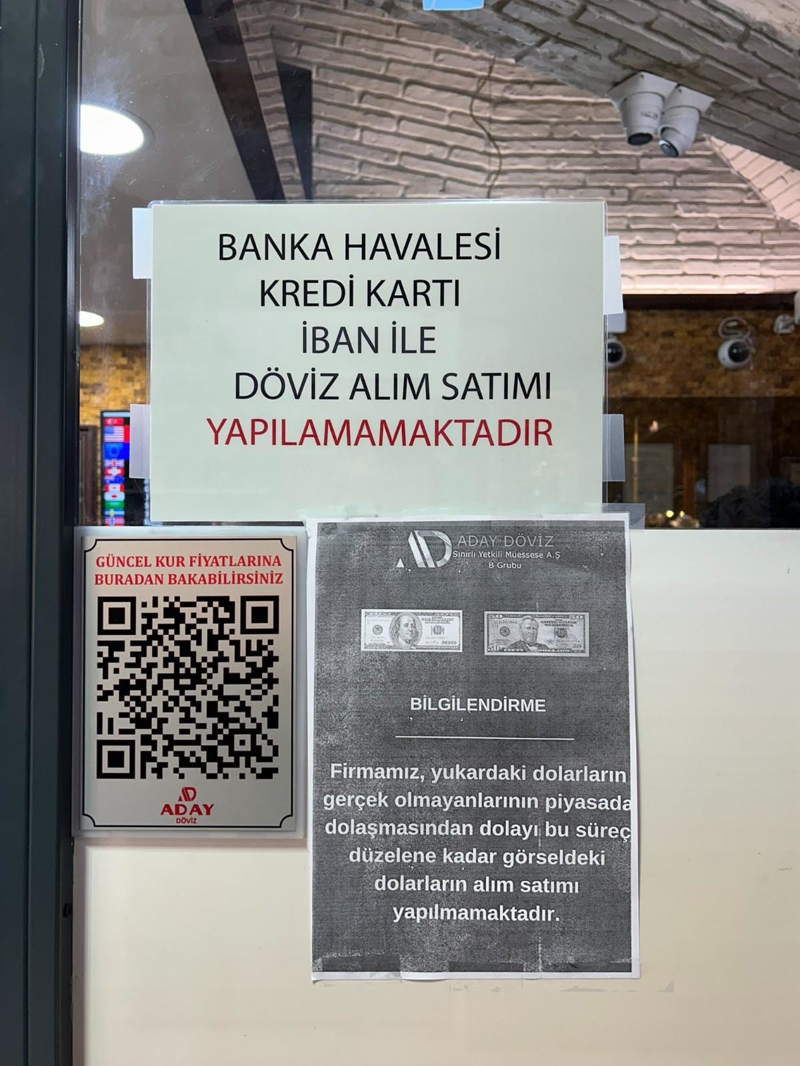 BANKA HAVALESİ
KREDİ KARTI
İBAN İLE
DÖVİZ ALIM SATIMI
YAPILAMAMAKTADIR
GÜNCEL KUR FİYATLARINA
BURADAN BAKABİLİRSİNİZ
ADAY
DÖVİZ
ADAY DÖVİZ
Sınırlı Yetkili Müessese A.Ş
B Grubu
BİLGİLENDİRME
Firmamız, yukardaki dolarların
gerçek olmayanlarının piyasada
dolaşmasından dolayı bu süreç
düzelene kadar görseldeki
dolarların alım satımı
yapılmamaktadır.